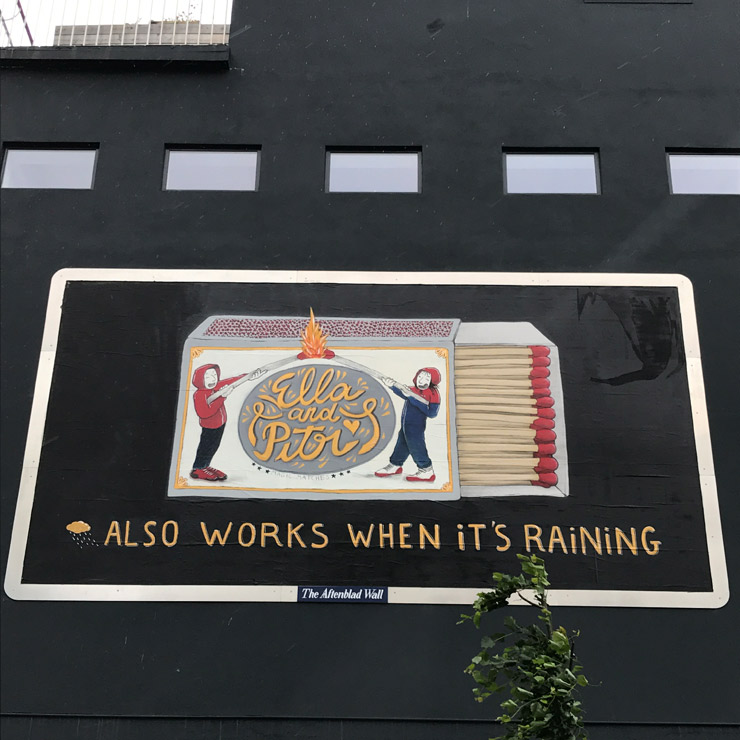 Ella
and
Pitr
ALSO WORKS WHEN iT'S RAiNiNG
The Aftenblad Wall